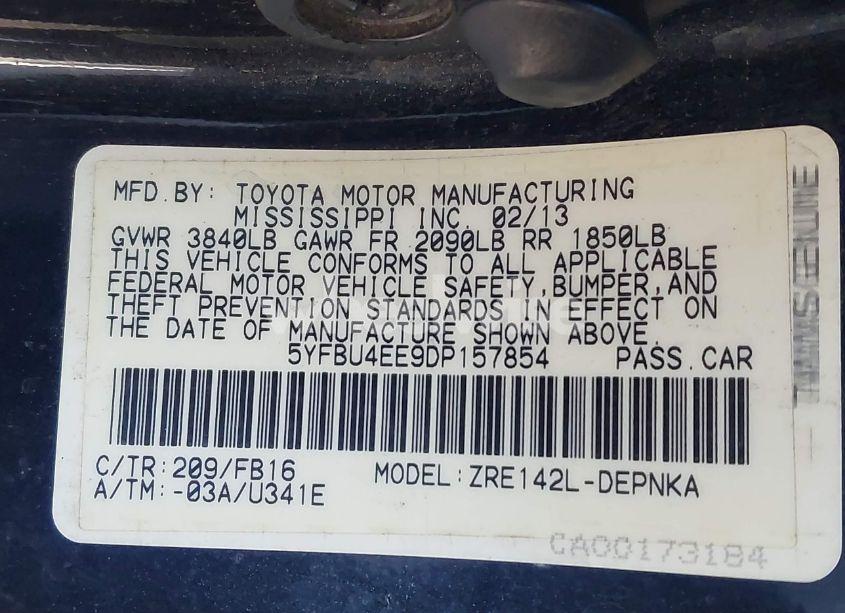 MFD.BY: TOYOTA MOTOR MANUFACTURING
MISSISSIPPI INC. 02/13
GVWR 3840LB GAWR FR 2090LB RR 1850LB
THIS VEHICLE CONFORMS TO ALL APPLICABLE
FEDERAL MOTOR VEHICLE SAFETY,BUMPER,AND
THEFT PREVENTION STANDARDS IN EFFECT ON
THE DATE OF MANUFACTURE SHOWN ABOVE.
5YFBU4EE9DP157854 PASS.CAR
C/TR:209/FB16 MODEL:ZRE142L-DEPNKA
A/TM:-03A/U341E
CA00173184